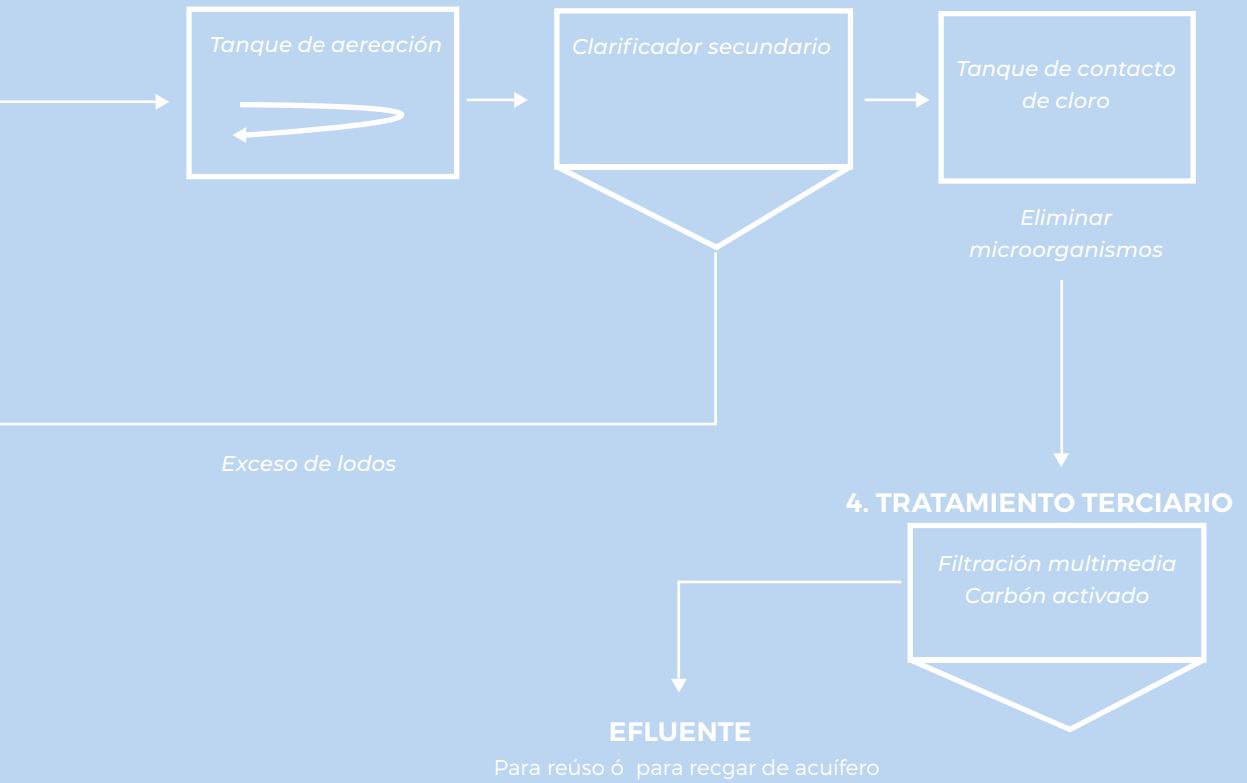 Tanque de aereación
Clarificador secundario
Tanque de contacto
de cloro
Eliminar
microorganismos
Exceso de lodos
4. TRATAMIENTO TERCIARIO
Filtración multimedia
Carbón activado
EFLUENTE
Para reúso ó para recgar de acuífero